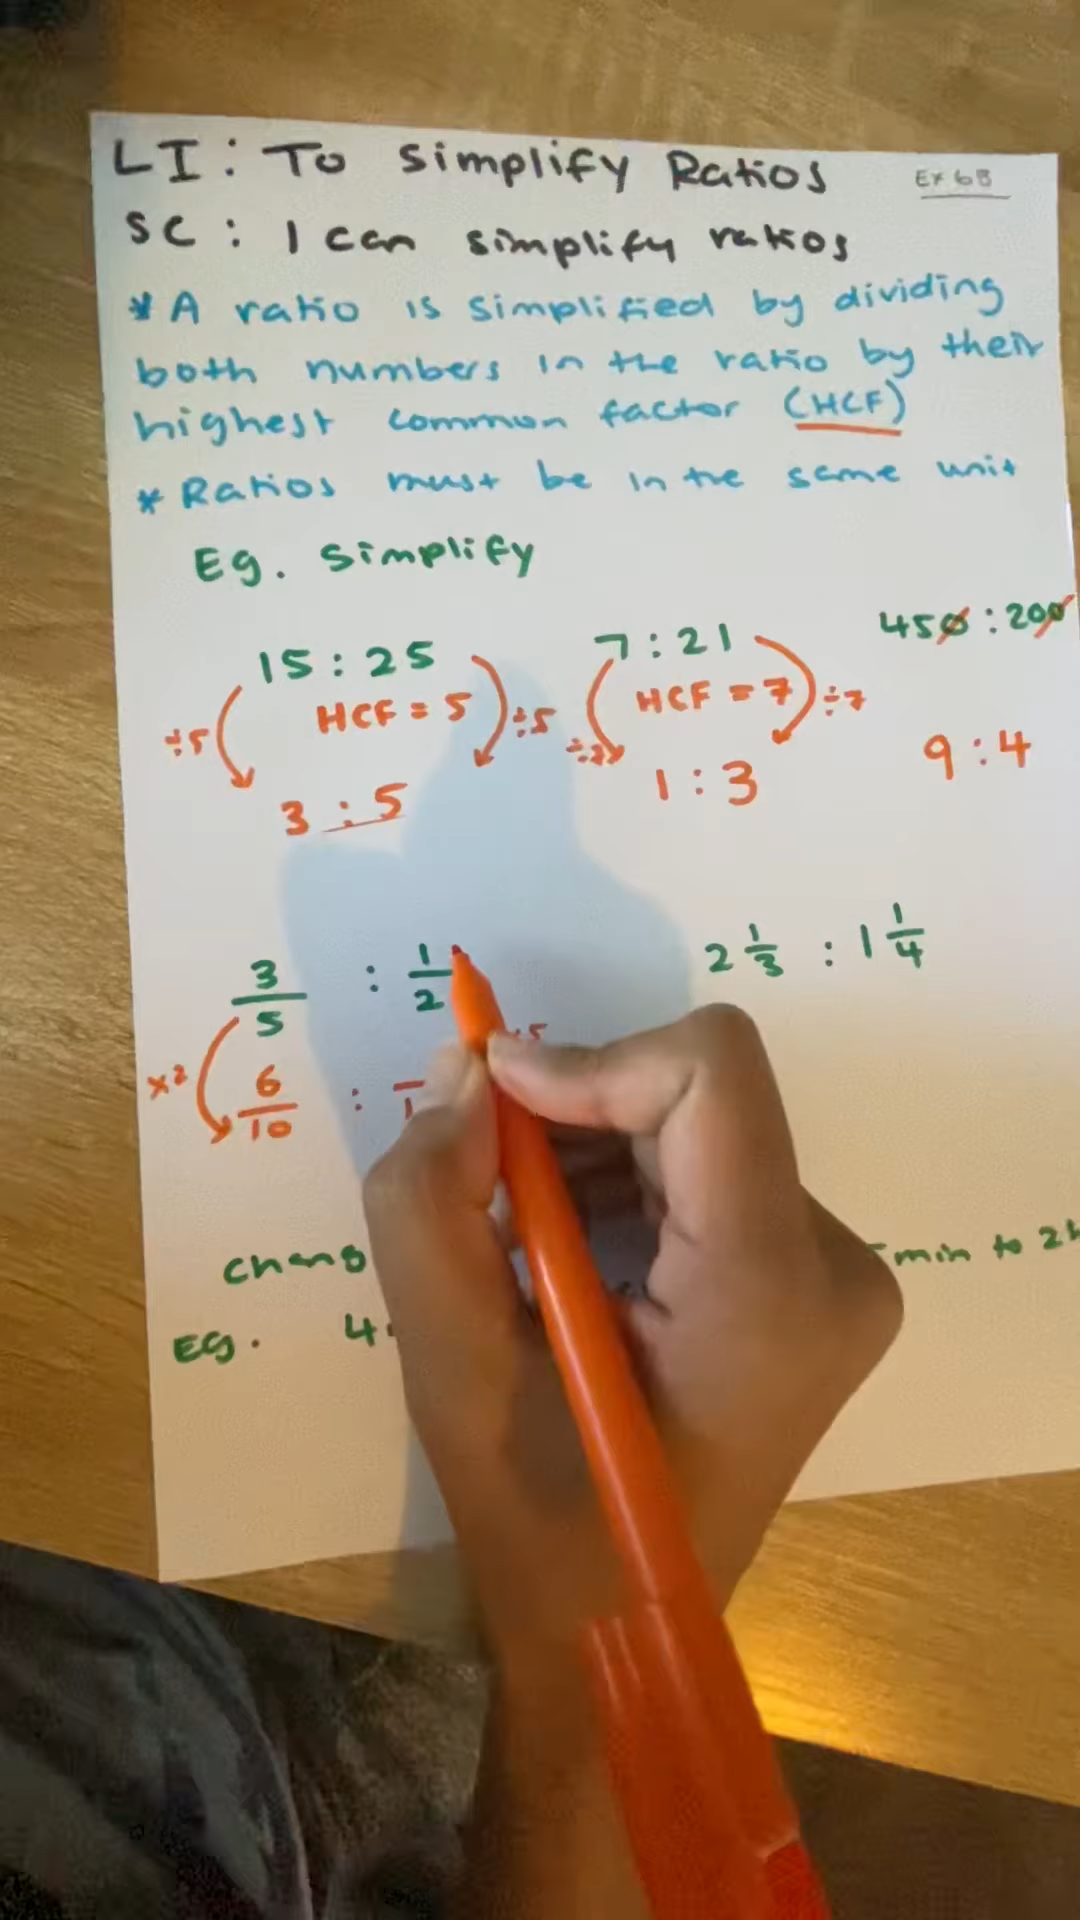 LI: To simplify Ratios
Ex 6B
SC: I can simplify ratios
* A ratio is simplified by dividing
both numbers in the ratio by their
highest common factor (HCF)
* Ratios must be in the same unit
Eg. Simplify
15:25
7:21
450:200
HCF = 5
÷5
÷5
HCF = 7
÷7
3:5
1:3
9:4
3/5 : 1/2
2 1/3 : 1 1/4
x2
6/10 :
min to 2h
EG. 4